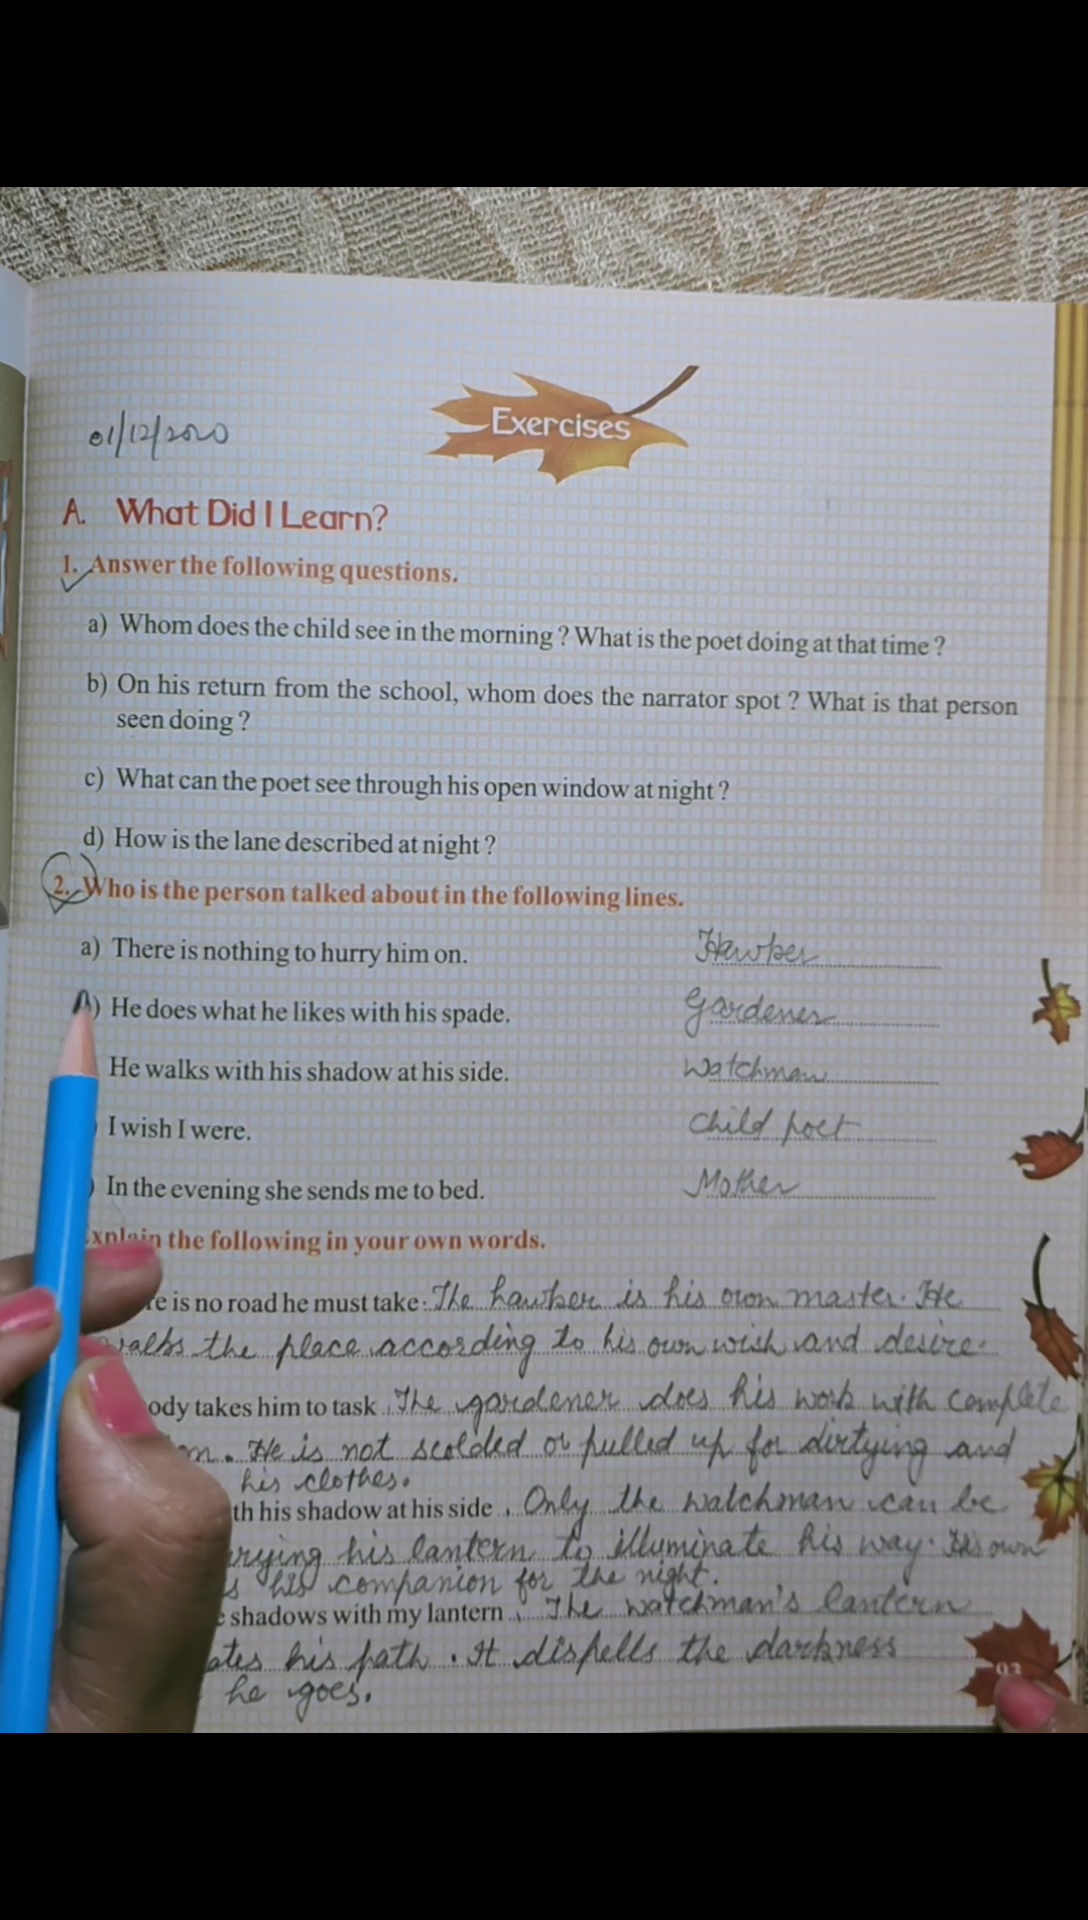 Exercises
01/12/2020
A. What Did I Learn?
1. Answer the following questions.
a) Whom does the child see in the morning ? What is the poet doing at that time ?
b) On his return from the school, whom does the narrator spot ? What is that person
seen doing ?
c) What can the poet see through his open window at night ?
d) How is the lane described at night ?
2. Who is the person talked about in the following lines.
a) There is nothing to hurry him on. Hawker
) He does what he likes with his spade. Gardener
He walks with his shadow at his side. Watchman
I wish I were. Child poet
) In the evening she sends me to bed. Mother
xplain the following in your own words.
re is no road he must take. The hawker is his own master. He
walks the place according to his own wish and desire.
ody takes him to task The gardener does his work with complete
m. He is not scolded or pulled up for dirtying and
his clothes.
th his shadow at his side. Only the watchman can be
rying his lantern to illuminate his way. His own
s his companion for the night.
e shadows with my lantern The watchman's lantern
ates his path. It dispells the darkness
he goes.
93